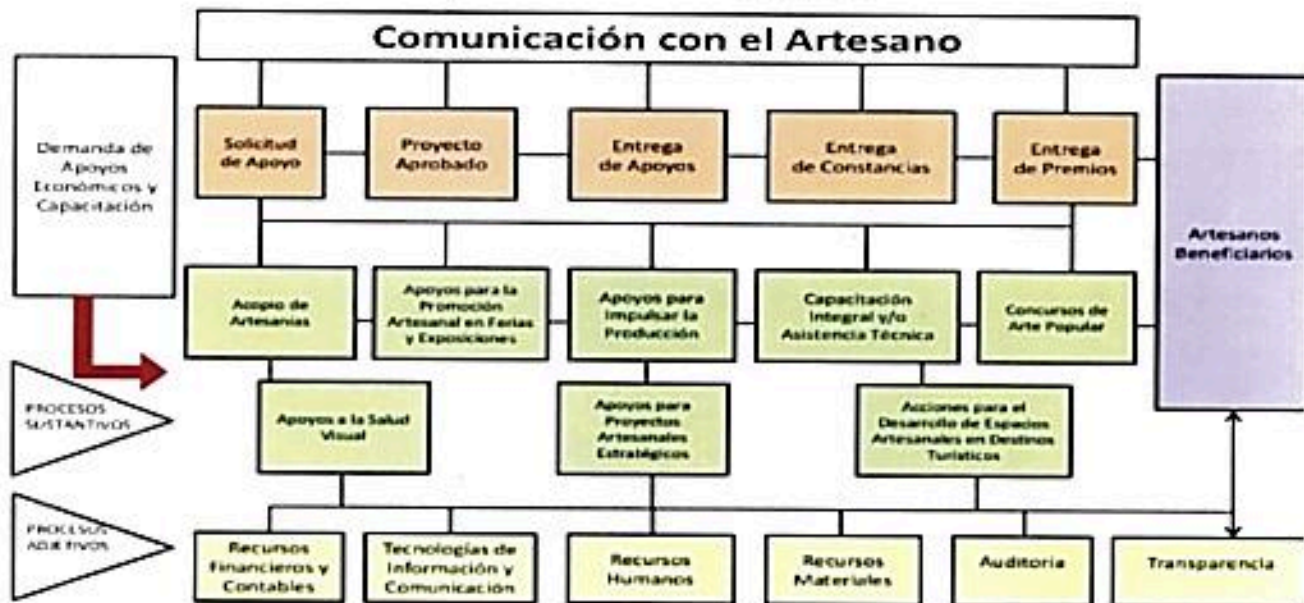 Comunicación con el Artesano
Demanda de
Apoyos
Económicos y
Capacitación
Solicitud
de Apoyo
Proyecto
Aprobado
Entrega
de Apoyos
Entrega
de Constancias
Entrega
de Premios
Artesanos
Beneficiarios
Acopio de
Artesanías
Apoyos para la
Promoción
Artesanal en Ferias
y Exposiciones
Apoyos para
Impulsar la
Producción
Capacitación
Integral y/o
Asistencia Técnica
Concursos de
Arte Popular
PROCESOS
SUSTANTIVOS
Apoyos a la Salud
Visual
Apoyos para
Proyectos
Artesanales
Estratégicos
Acciones para el
Desarrollo de Espacios
Artesanales en Destinos
Turísticos
PROCESOS
ADJETIVOS
Recursos
Financieros y
Contables
Tecnologías de
Información y
Comunicación
Recursos
Humanos
Recursos
Materiales
Auditoria
Transparencia